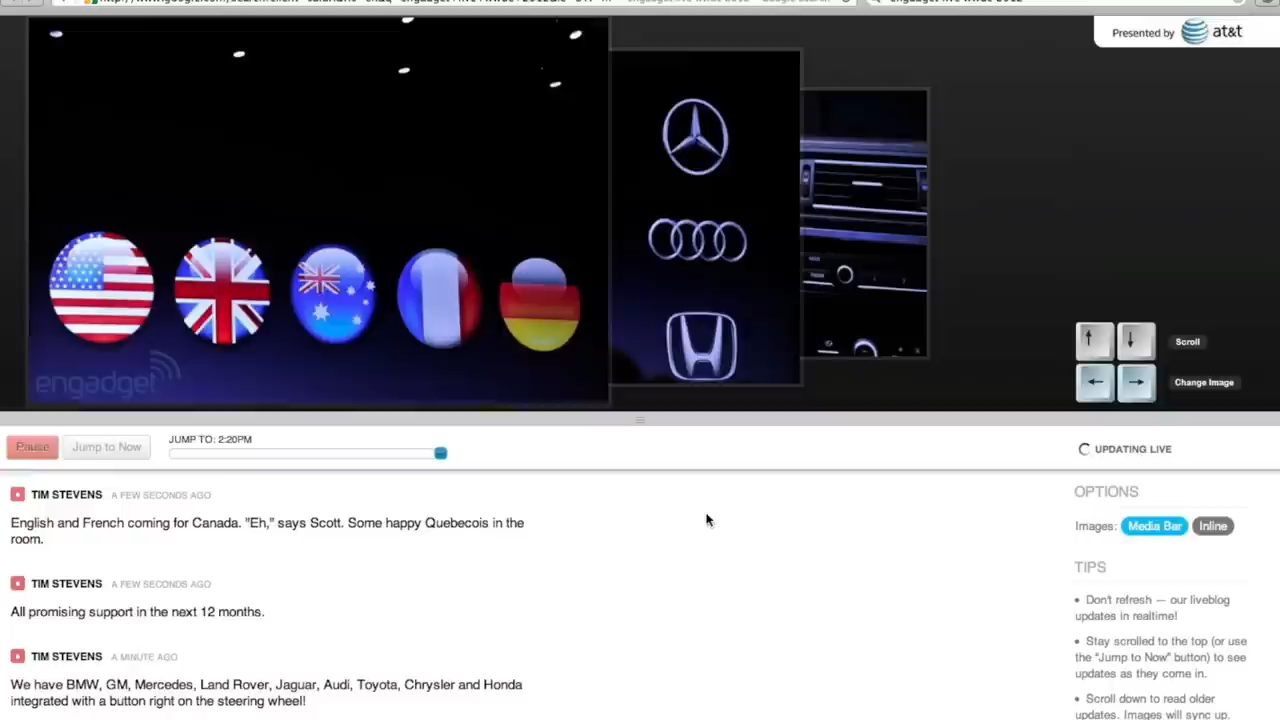 Presented by at&t
engadget
Scroll
Change Image
Pause
Jump to Now
JUMP TO: 2:20PM
UPDATING LIVE
TIM STEVENS A FEW SECONDS AGO
English and French coming for Canada. "Eh," says Scott. Some happy Quebecois in the
room.
TIM STEVENS A FEW SECONDS AGO
All promising support in the next 12 months.
TIM STEVENS A MINUTE AGO
We have BMW, GM, Mercedes, Land Rover, Jaguar, Audi, Toyota, Chrysler and Honda
integrated with a button right on the steering wheel!
OPTIONS
Images: Media Bar Inline
TIPS
• Don't refresh — our liveblog
updates in realtime!
• Stay scrolled to the top (or use
the "Jump to Now" button) to see
updates as they come in.
• Scroll down to read older
updates. Images will sync up.